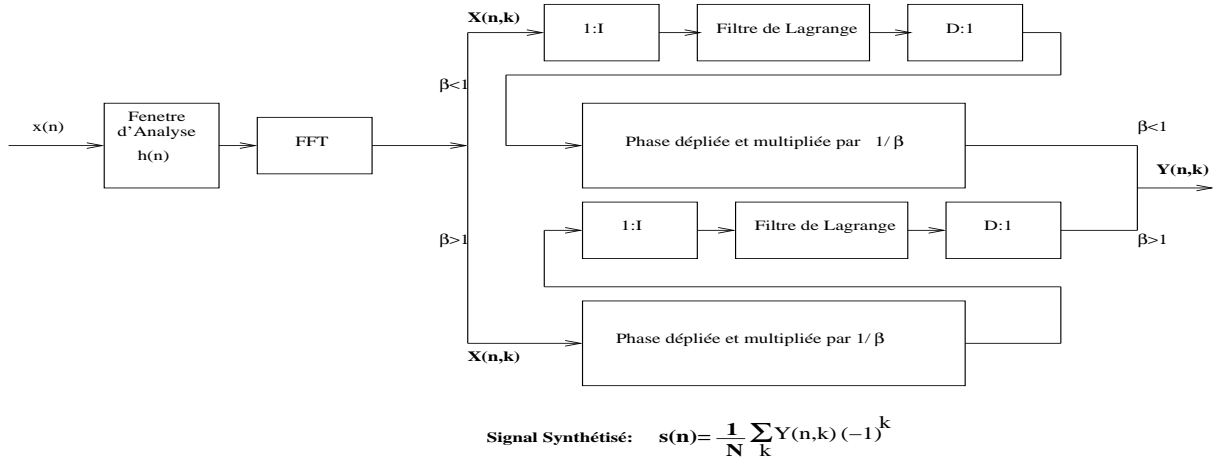 X(n,k)
1:I
Filtre de Lagrange
D:1
β<1
x(n)
Fenetre
d'Analyse
h(n)
FFT
Phase dépliée et multipliée par 1/β
β<1
Y(n,k)
β>1
1:I
Filtre de Lagrange
D:1
β>1
Phase dépliée et multipliée par 1/β
X(n,k)
Signal Synthétisé: s(n)= 1/N ∑_k Y(n,k) (-1)^k